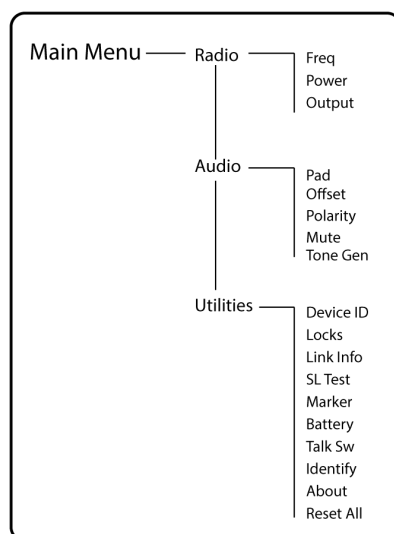 Main Menu
Radio
Freq
Power
Output
Audio
Pad
Offset
Polarity
Mute
Tone Gen
Utilities
Device ID
Locks
Link Info
SL Test
Marker
Battery
Talk Sw
Identify
About
Reset All